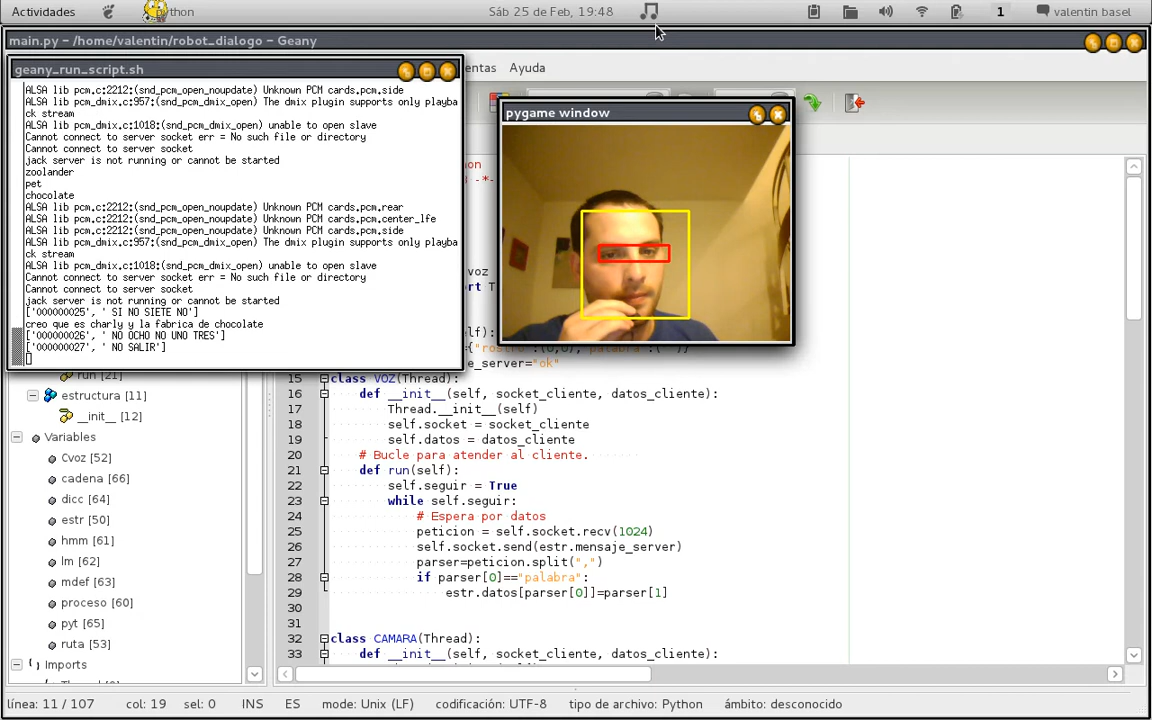 Actividades
ython
Sáb 25 de Feb, 19:48
1
valentin basel
main.py – /home/valentin/robot_dialogo – Geany
geany_run_script.sh
entas
Ayuda
ALSA lib pcm.c:2212:(snd_pcm_open_noupdate) Unknown PCM cards.pcm.side
ALSA lib pcm_dmix.c:957:(snd_pcm_dmix_open) The dmix plugin supports only playba
ck stream
ALSA lib pcm_dmix.c:1018:(snd_pcm_dmix_open) unable to open slave
Cannot connect to server socket err = No such file or directory
Cannot connect to server socket
jack server is not running or cannot be started
zoolander
pet
chocolate
ALSA lib pcm.c:2212:(snd_pcm_open_noupdate) Unknown PCM cards.pcm.rear
ALSA lib pcm.c:2212:(snd_pcm_open_noupdate) Unknown PCM cards.pcm.center_lfe
ALSA lib pcm.c:2212:(snd_pcm_open_noupdate) Unknown PCM cards.pcm.side
ALSA lib pcm_dmix.c:957:(snd_pcm_dmix_open) The dmix plugin supports only playba
ck stream
ALSA lib pcm_dmix.c:1018:(snd_pcm_dmix_open) unable to open slave
Cannot connect to server socket err = No such file or directory
Cannot connect to server socket
jack server is not running or cannot be started
['000000025', ' SI NO SIETE NO']
creo que es charly y la fabrica de chocolate
['000000026', ' NO OCHO NO UNO TRES']
['000000027', ' NO SALIR']
pygame window
non
-*-
voz
ort T
elf):
e_server="ok"
run [21]
estructura [11]
__init__ [12]
Variables
Cvoz [52]
cadena [66]
dicc [64]
estr [50]
hmm [61]
lm [62]
mdef [63]
proceso [60]
pyt [65]
ruta [53]
Imports
15 class VOZ(Thread):
16 def __init__(self, socket_cliente, datos_cliente):
17 Thread.__init__(self)
18 self.socket = socket_cliente
19 self.datos = datos_cliente
20 # Bucle para atender al cliente.
21 def run(self):
22 self.seguir = True
23 while self.seguir:
24 # Espera por datos
25 peticion = self.socket.recv(1024)
26 self.socket.send(estr.mensaje_server)
27 parser=peticion.split(",")
28 if parser[0]=="palabra":
29 estr.datos[parser[0]]=parser[1]
30
31
32 class CAMARA(Thread):
33 def __init__(self, socket_cliente, datos_cliente):
línea: 11 / 107
col: 19
sel: 0
INS
ES
mode: Unix (LF)
codificación: UTF-8
tipo de archivo: Python
ámbito: desconocido